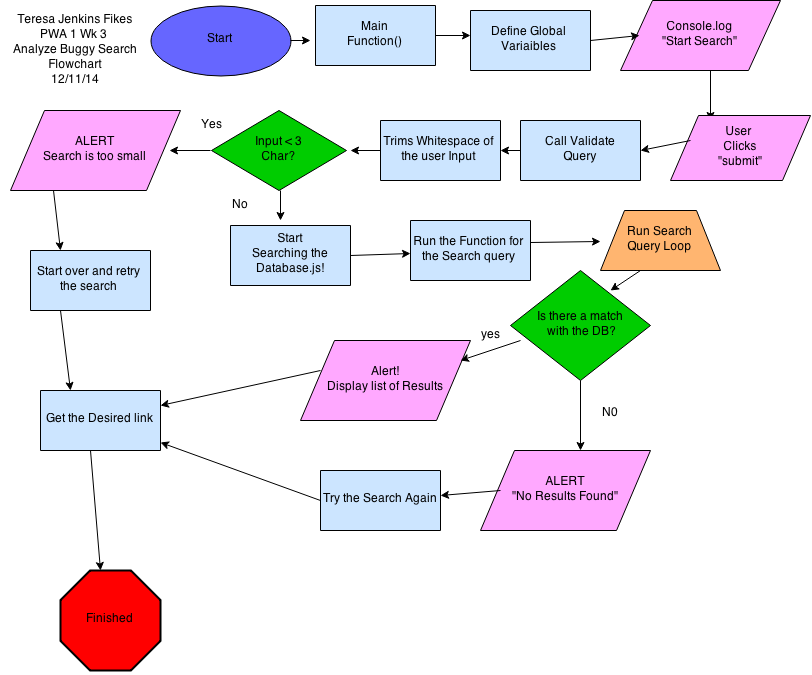 Teresa Jenkins Fikes
PWA 1 Wk 3
Analyze Buggy Search
Flowchart
12/11/14
Start
Main
Function()
Define Global
Varaibles
Console.log
"Start Search"
User
Clicks
"submit"
Call Validate
Query
Trims Whitespace of
the user Input
Input < 3
Char?
Yes
ALERT
Search is too small
No
Start
Searching the
Database.js!
Run the Function for
the Search query
Run Search
Query Loop
Start over and retry
the search
Is there a match
with the DB?
yes
Alert!
Display list of Results
N0
Get the Desired link
ALERT
"No Results Found"
Try the Search Again
Finished